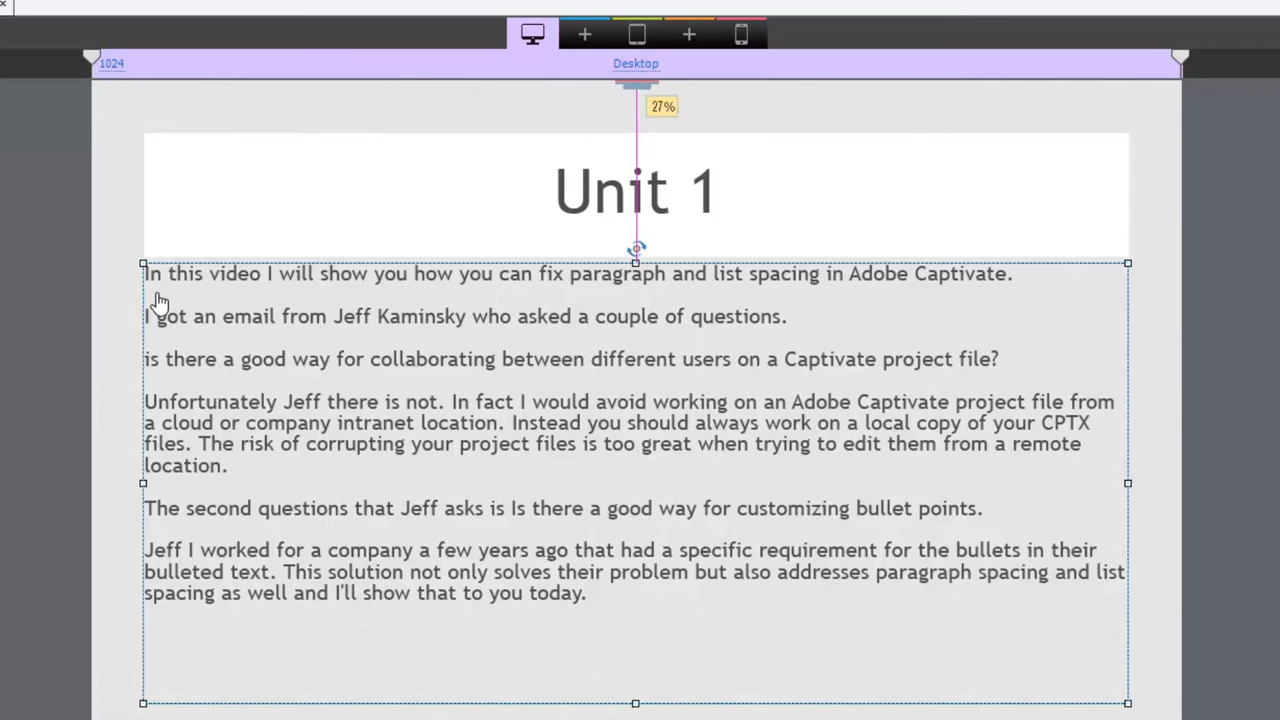 1024
Desktop
27%
Unit 1
In this video I will show you how you can fix paragraph and list spacing in Adobe Captivate.
I got an email from Jeff Kaminsky who asked a couple of questions.
is there a good way for collaborating between different users on a Captivate project file?
Unfortunately Jeff there is not. In fact I would avoid working on an Adobe Captivate project file from
a cloud or company intranet location. Instead you should always work on a local copy of your CPTX
files. The risk of corrupting your project files is too great when trying to edit them from a remote
location.
The second questions that Jeff asks is Is there a good way for customizing bullet points.
Jeff I worked for a company a few years ago that had a specific requirement for the bullets in their
bulleted text. This solution not only solves their problem but also addresses paragraph spacing and list
spacing as well and I'll show that to you today.